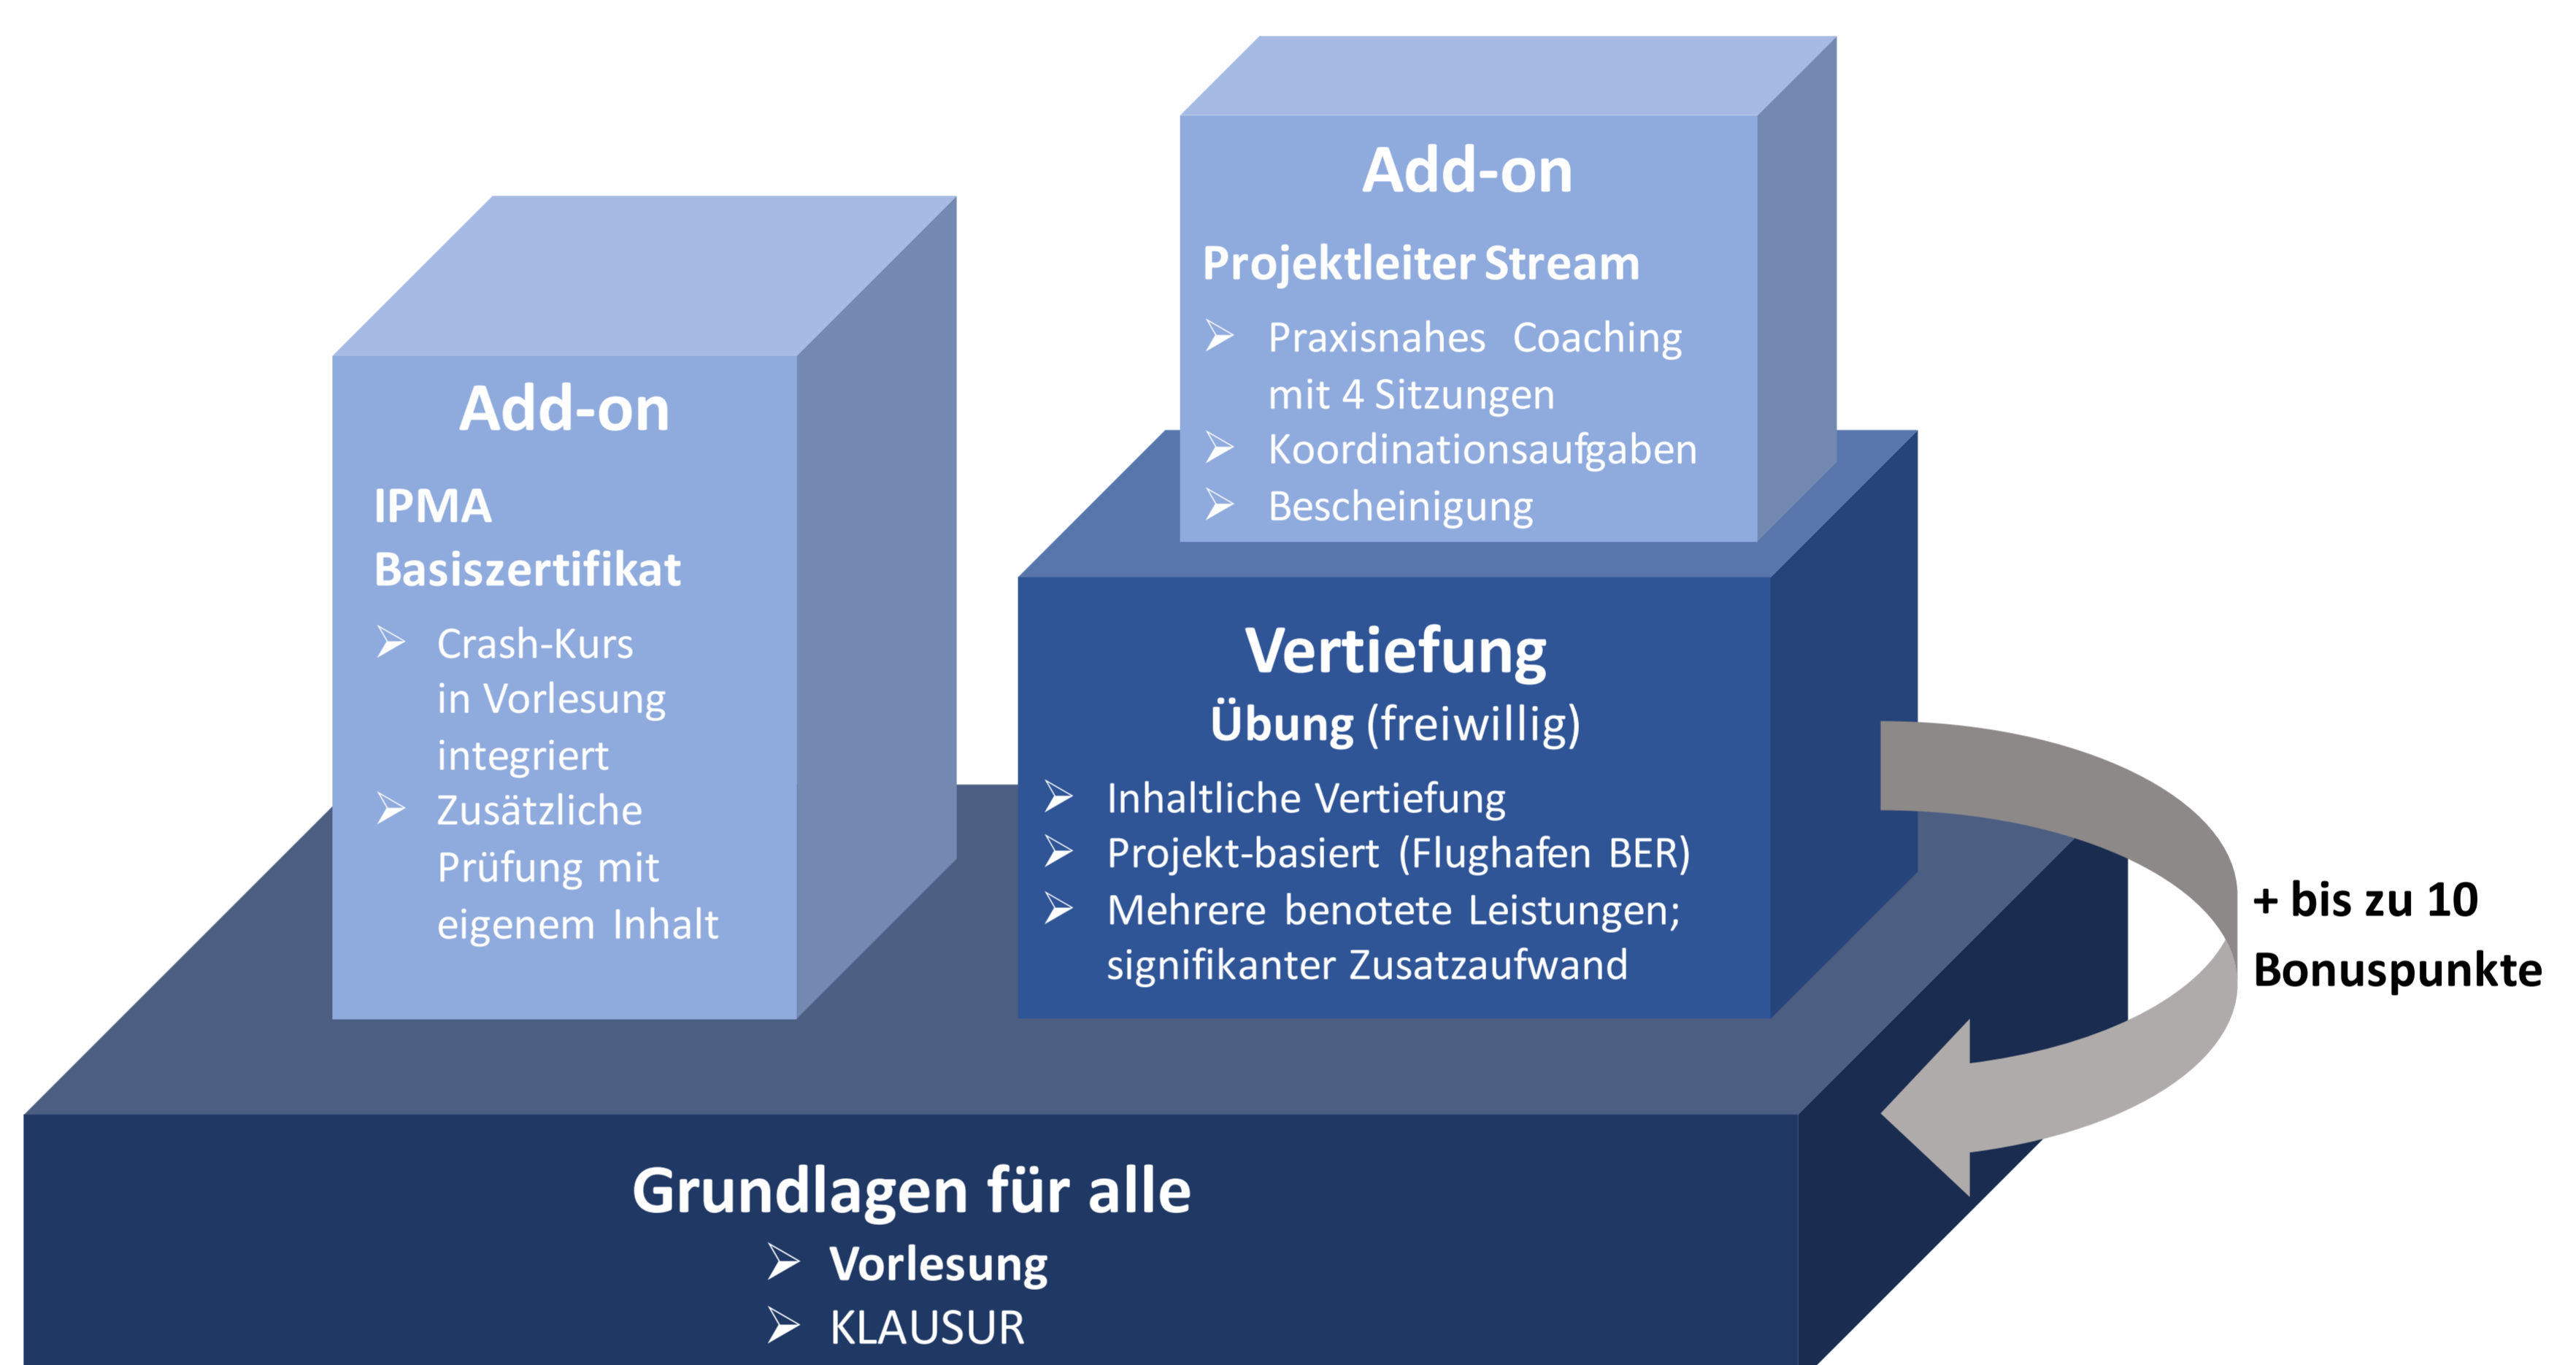 Add-on
Projektleiter Stream
➢ Praxisnahes Coaching
mit 4 Sitzungen
➢ Koordinationsaufgaben
➢ Bescheinigung
Add-on
IPMA
Basiszertifikat
➢ Crash-Kurs
in Vorlesung
integriert
➢ Zusätzliche
Prüfung mit
eigenem Inhalt
Vertiefung
Übung (freiwillig)
➢ Inhaltliche Vertiefung
➢ Projekt-basiert (Flughafen BER)
➢ Mehrere benotete Leistungen;
signifikanter Zusatzaufwand
+ bis zu 10
Bonuspunkte
Grundlagen für alle
➢ Vorlesung
➢ KLAUSUR